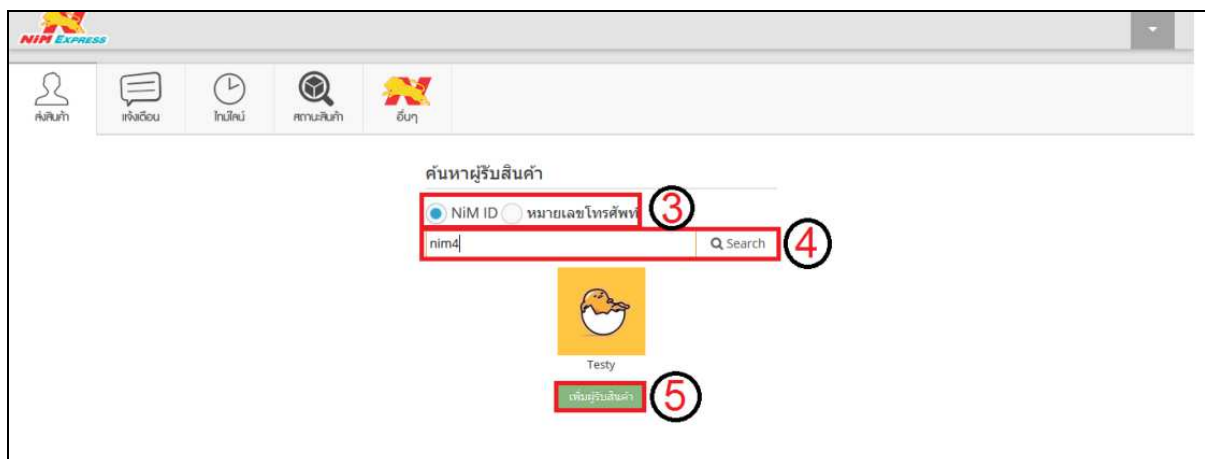 NiM EXPRESS
ส่งสินค้า แจ้งเตือน ไทม์ไลน์ สถานะสินค้า อื่นๆ
ค้นหาผู้รับสินค้า
NiM ID หมายเลขโทรศัพท์ 3
nim4 Search 4
Testy
เพิ่มผู้รับสินค้า 5